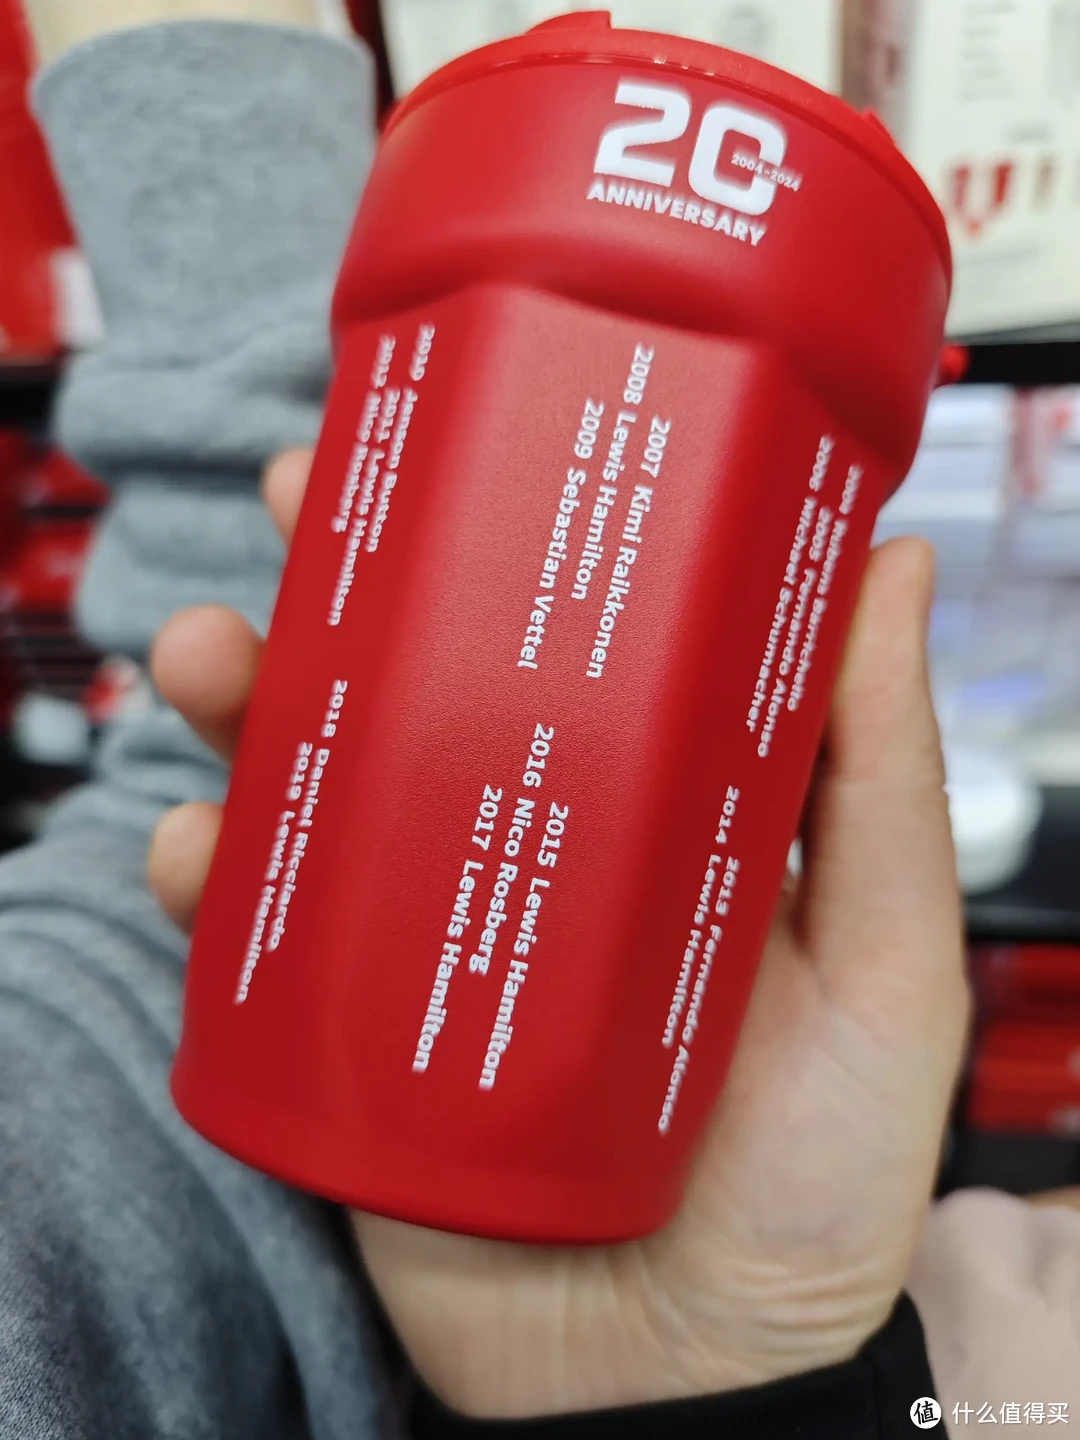 20
2004-2024
ANNIVERSARY
2004 Rubens Barrichello
2005 Fernando Alonso
2006 Michael Schumacher
2007 Kimi Raikkonen
2008 Lewis Hamilton
2009 Sebastian Vettel
2010 Jenson Button
2011 Lewis Hamilton
2012 Nico Rosberg
2013 Fernando Alonso
2014 Lewis Hamilton
2015 Lewis Hamilton
2016 Nico Rosberg
2017 Lewis Hamilton
2018 Daniel Ricciardo
2019 Lewis Hamilton
值 什么值得买